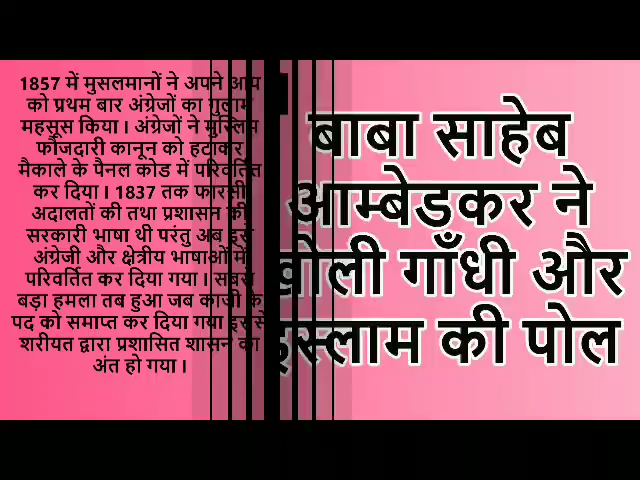 1857 में मुसलमानों ने अपने आप
को प्रथम बार अंग्रेजों का गुलाम
महसूस किया । अंग्रेजों ने मुस्लिम
फौजदारी कानून को हटाकर
मैकाले के पैनल कोड में परिवर्तित
कर दिया । 1837 तक फारसी
अदालतों की तथा प्रशासन की
सरकारी भाषा थी परंतु अब इसे
अंग्रेजी और क्षेत्रीय भाषाओं में
परिवर्तित कर दिया गया । सबसे
बड़ा हमला तब हुआ जब काजी के
पद को समाप्त कर दिया गया इससे
शरीयत द्वारा प्रशासित शासन का
अंत हो गया ।
बाबा साहेब
आम्बेडकर ने
खोली गाँधी और
इस्लाम की पोल